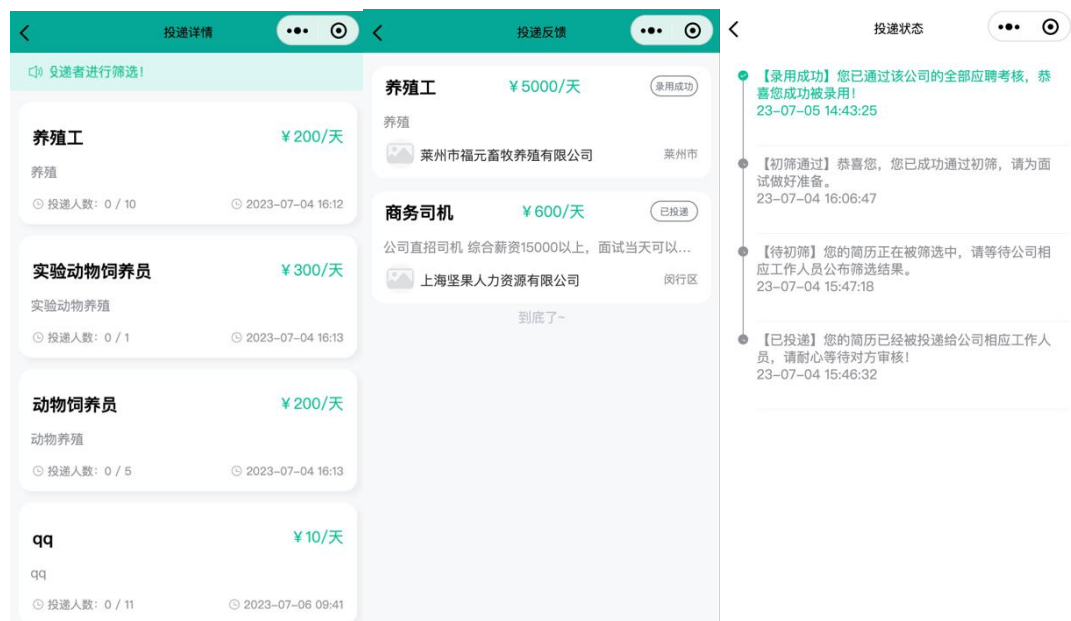 投递详情
递者进行筛选！
养殖工
¥200/天
养殖
投递人数：0 / 10
2023-07-04 16:12
实验动物饲养员
¥300/天
实验动物养殖
投递人数：0 / 1
2023-07-04 16:13
动物饲养员
¥200/天
动物养殖
投递人数：0 / 5
2023-07-04 16:13
qq
¥10/天
qq
投递人数：0 / 11
2023-07-06 09:41
投递反馈
养殖工
¥5000/天
录用成功
养殖
莱州市福元畜牧养殖有限公司
莱州市
商务司机
¥600/天
已投递
公司直招司机 综合薪资15000以上，面试当天可以...
上海坚果人力资源有限公司
闵行区
到底了~
投递状态
【录用成功】您已通过该公司的全部应聘考核，恭
喜您成功被录用！
23-07-05 14:43:25
【初筛通过】恭喜您，您已成功通过初筛，请为面
试做好准备。
23-07-04 16:06:47
【待初筛】您的简历正在被筛选中，请等待公司相
应工作人员公布筛选结果。
23-07-04 15:47:18
【已投递】您的简历已经被投递给公司相应工作人
员，请耐心等待对方审核！
23-07-04 15:46:32